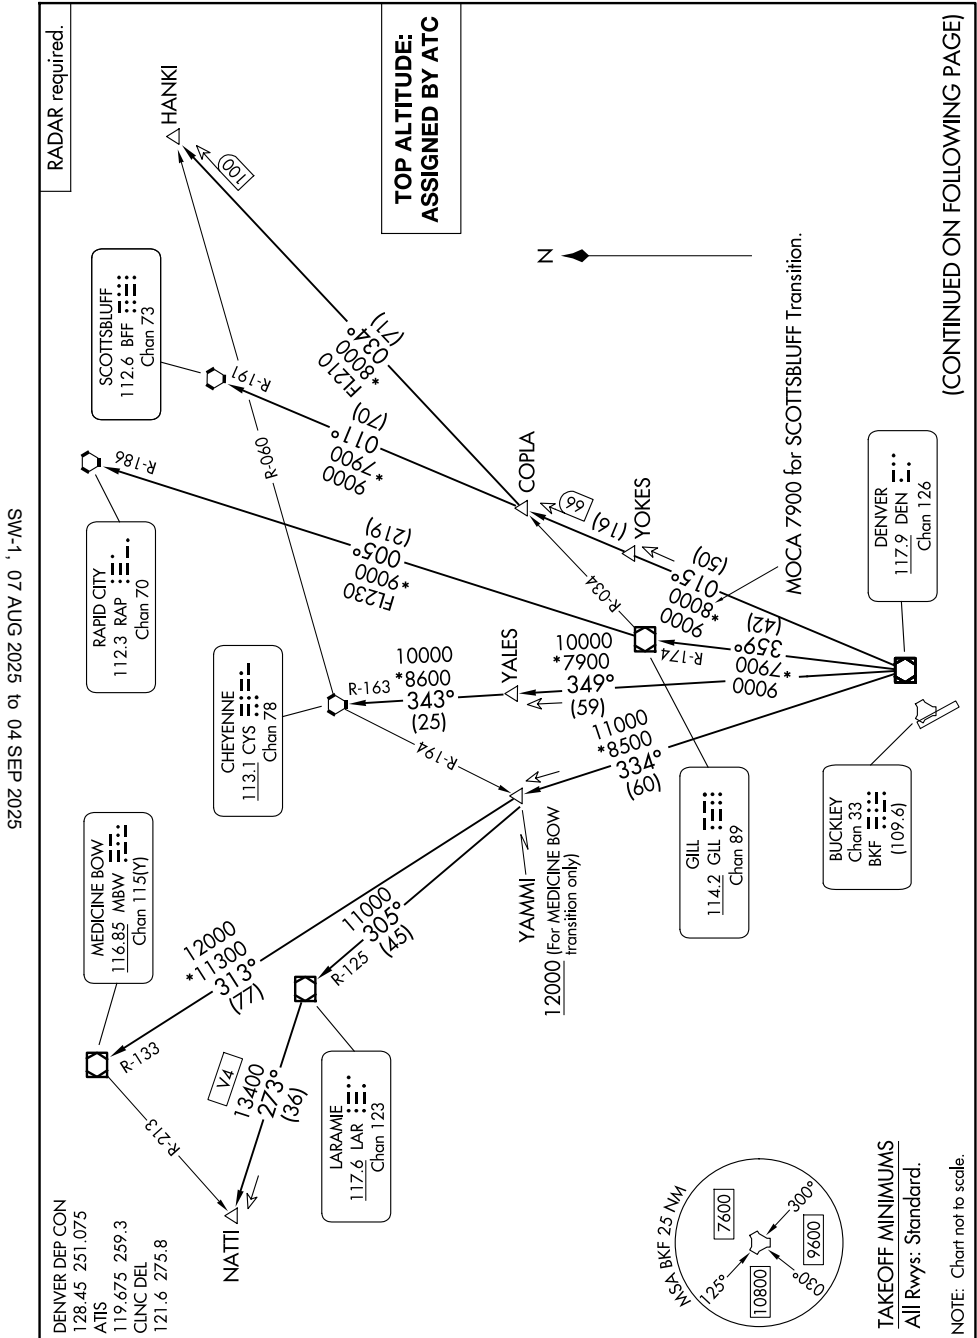 DENVER DEP CON
128.45 251.075
ATIS
119.675 259.3
CLNC DEL
121.6 275.8
RADAR required.
TOP ALTITUDE:
ASSIGNED BY ATC
HANKI
100
FL210
*8000
034°
(71)
SCOTTSBLUFF
112.6 BFF
Chan 73
R-191
9000
*7900
011°
(70)
RAPID CITY
112.3 RAP
Chan 70
R-186
FL230
*9000
005°
(219)
R-060
CHEYENNE
113.1 CYS
Chan 78
R-163
10000
*8600
343°
(25)
R-194
MEDICINE BOW
116.85 MBW
Chan 115(Y)
R-133
12000
*11300
313°
(77)
R-213
NATTI
V4
13400
273°
(36)
LARAMIE
117.6 LAR
Chan 123
R-125
11000
305°
(45)
YAMMI
12000 (For MEDICINE BOW
transition only)
11000
*8500
334°
(60)
YALES
10000
*7900
349°
(59)
COPLA
66
(16)
YOKES
R-034
9000
*8000
015°
(50)
R-174
9000
*7900
359°
(42)
N
MOCA 7900 for SCOTTSBLUFF Transition.
GILL
114.2 GLL
Chan 89
DENVER
117.9 DEN
Chan 126
BUCKLEY
Chan 33
BKF
(109.6)
MSA BKF 25 NM
125°
7600
300°
9600
030°
10800
TAKEOFF MINIMUMS
All Rwys: Standard.
NOTE: Chart not to scale.
(CONTINUED ON FOLLOWING PAGE)
SW-1, 07 AUG 2025 to 04 SEP 2025